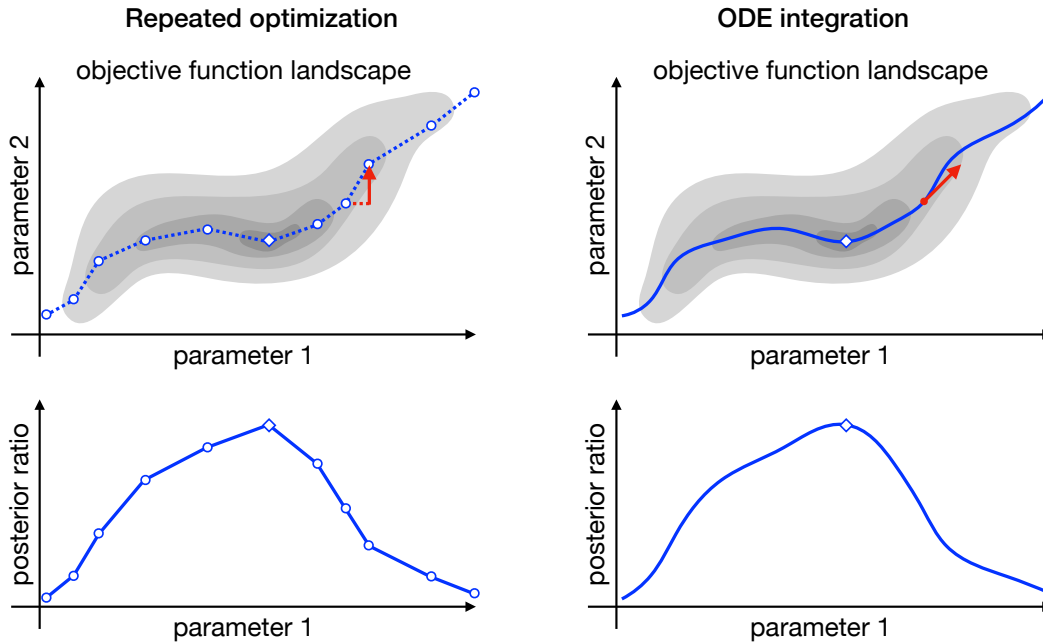 Repeated optimization
objective function landscape
parameter 2
parameter 1
posterior ratio
parameter 1
ODE integration
objective function landscape
parameter 2
parameter 1
posterior ratio
parameter 1